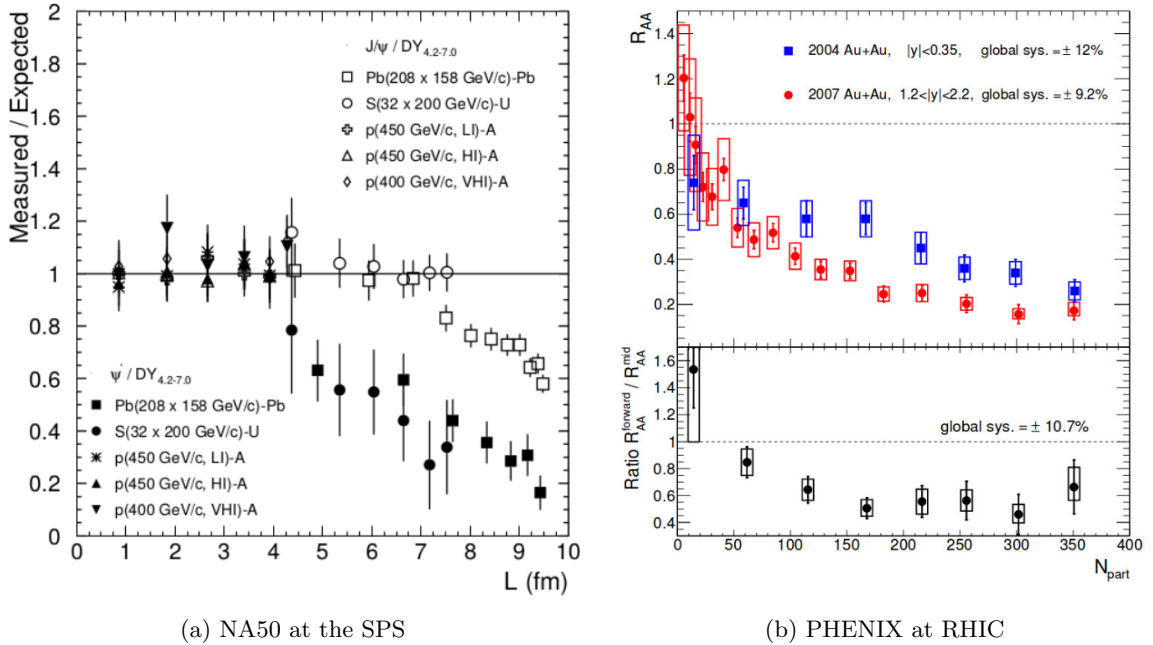 Measured / Expected
2
1.8
1.6
1.4
1.2
1
0.8
0.6
0.4
0.2
0
J/ψ / DY4.2-7.0
Pb(208 x 158 GeV/c)-Pb
S(32 x 200 GeV/c)-U
p(450 GeV/c, LI)-A
p(450 GeV/c, HI)-A
p(400 GeV/c, VHI)-A
ψ' / DY4.2-7.0
Pb(208 x 158 GeV/c)-Pb
S(32 x 200 GeV/c)-U
p(450 GeV/c, LI)-A
p(450 GeV/c, HI)-A
p(400 GeV/c, VHI)-A
0 1 2 3 4 5 6 7 8 9 10
L (fm)
(a) NA50 at the SPS
RAA
1.4
1.2
1
0.8
0.6
0.4
0.2
2004 Au+Au, |y|<0.35, global sys. = ± 12%
2007 Au+Au, 1.2<|y|<2.2, global sys. = ± 9.2%
Ratio RAA^forward / RAA^mid
1.6
1.4
1.2
1
0.8
0.6
0.4
global sys. = ± 10.7%
0 50 100 150 200 250 300 350 400
Npart
(b) PHENIX at RHIC